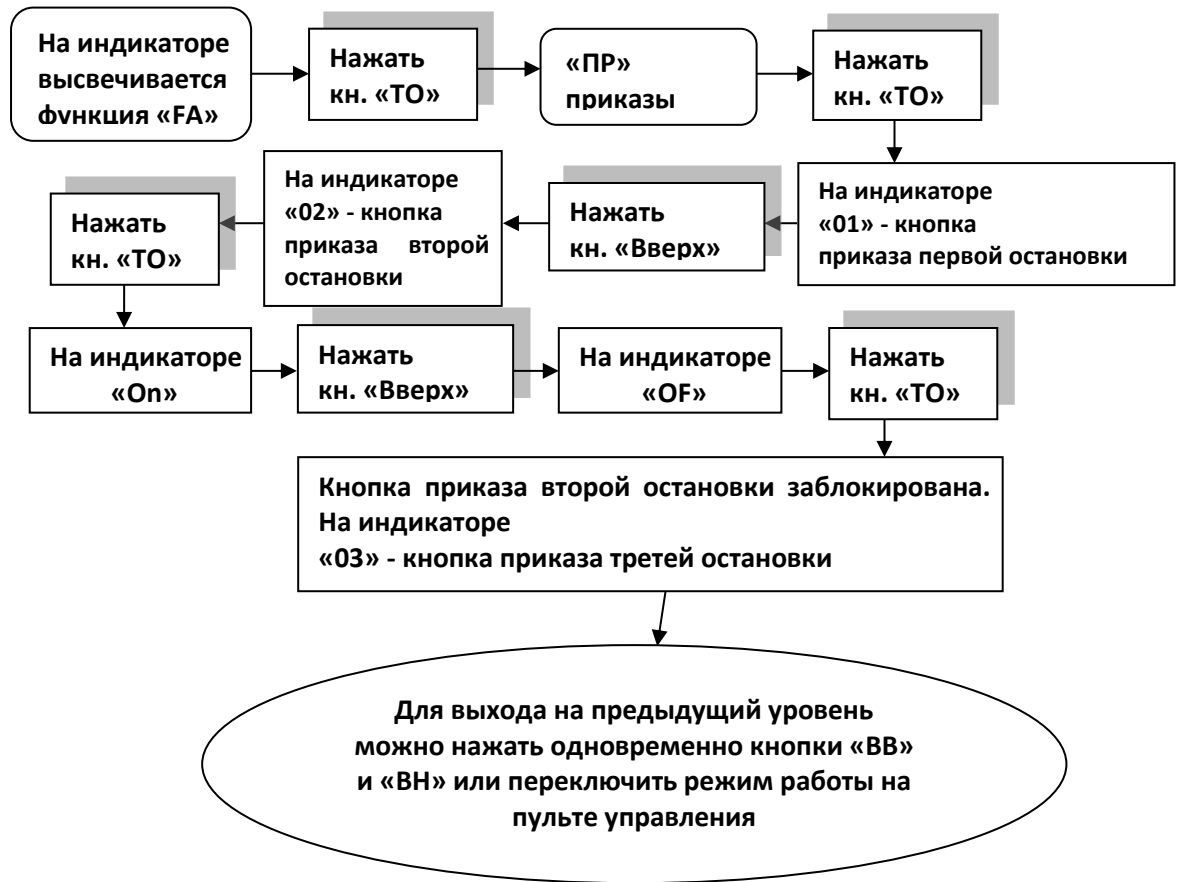 На индикаторе
высвечивается
функция «FA»
Нажать
кн. «ТО»
«ПР»
приказы
Нажать
кн. «ТО»
На индикаторе
«01» - кнопка
приказа первой остановки
Нажать
кн. «Вверх»
На индикаторе
«02» - кнопка
приказа второй
остановки
Нажать
кн. «ТО»
На индикаторе
«On»
Нажать
кн. «Вверх»
На индикаторе
«OF»
Нажать
кн. «ТО»
Кнопка приказа второй остановки заблокирована.
На индикаторе
«03» - кнопка приказа третей остановки
Для выхода на предыдущий уровень
можно нажать одновременно кнопки «ВВ»
и «ВН» или переключить режим работы на
пульте управления